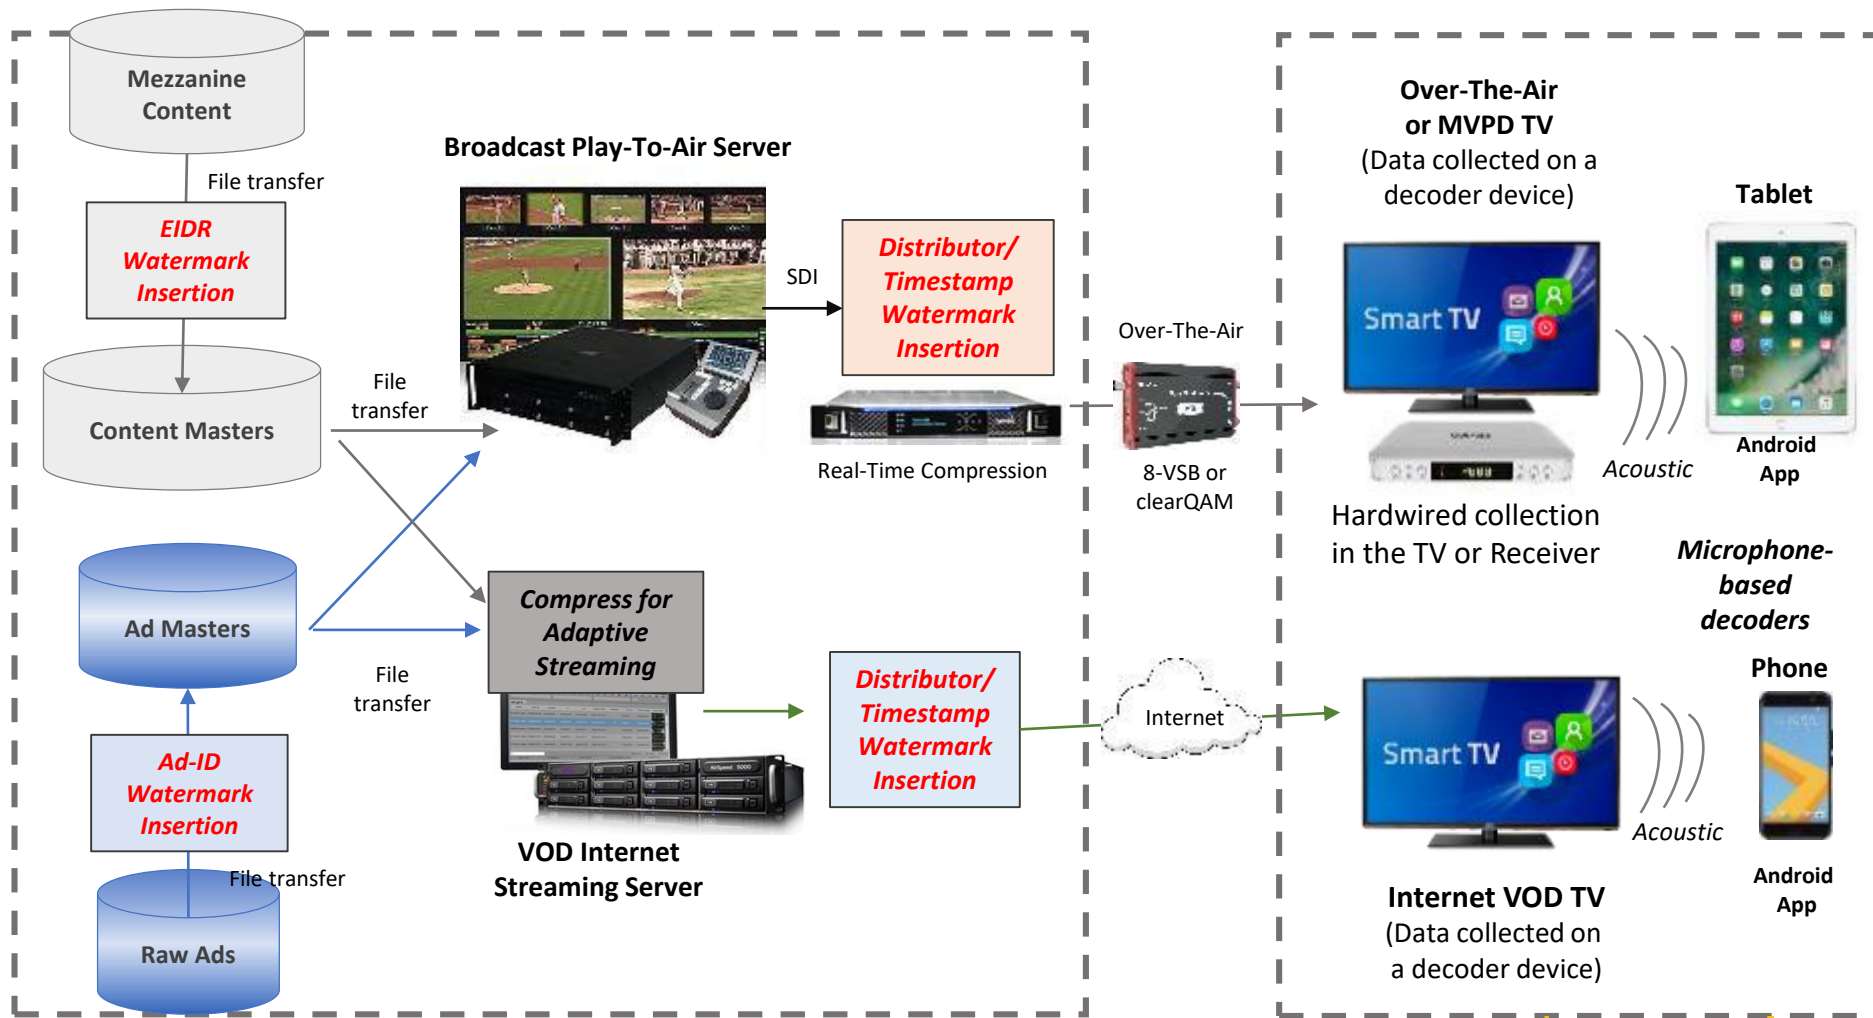 Mezzanine
Content
File transfer
EIDR
Watermark
Insertion
Content Masters
File
transfer
Ad Masters
File
transfer
Ad-ID
Watermark
Insertion
File transfer
Raw Ads
Broadcast Play-To-Air Server
SDI
Distributor/
Timestamp
Watermark
Insertion
Real-Time Compression
Compress for
Adaptive
Streaming
VOD Internet
Streaming Server
Distributor/
Timestamp
Watermark
Insertion
Over-The-Air
8-VSB or
clearQAM
Internet
Over-The-Air
or MVPD TV
(Data collected on a
decoder device)
Smart TV
Acoustic
Hardwired collection
in the TV or Receiver
Tablet
Android
App
Microphone-
based
decoders
Smart TV
Acoustic
Internet VOD TV
(Data collected on
a decoder device)
Phone
Android
App